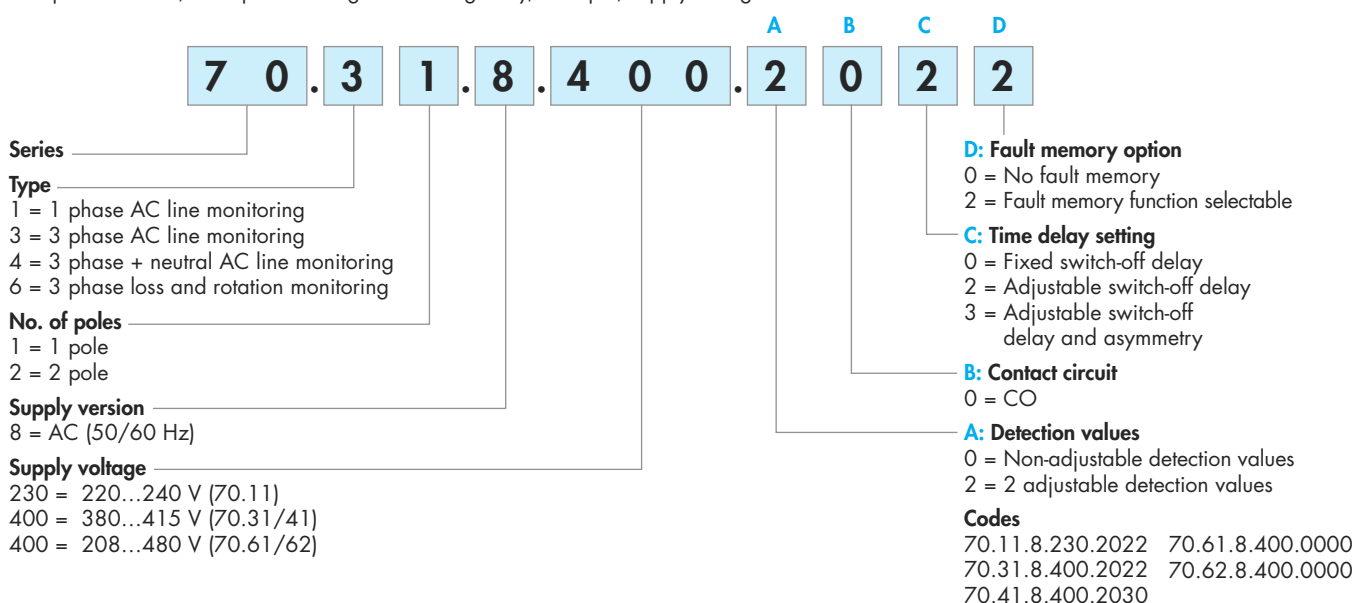 A B C D
7 0 . 3 1 . 8 . 4 0 0 . 2 0 2 2
Series
Type
1 = 1 phase AC line monitoring
3 = 3 phase AC line monitoring
4 = 3 phase + neutral AC line monitoring
6 = 3 phase loss and rotation monitoring
No. of poles
1 = 1 pole
2 = 2 pole
Supply version
8 = AC (50/60 Hz)
Supply voltage
230 = 220...240 V (70.11)
400 = 380...415 V (70.31/41)
400 = 208...480 V (70.61/62)
D: Fault memory option
0 = No fault memory
2 = Fault memory function selectable
C: Time delay setting
0 = Fixed switch-off delay
2 = Adjustable switch-off delay
3 = Adjustable switch-off
delay and asymmetry
B: Contact circuit
0 = CO
A: Detection values
0 = Non-adjustable detection values
2 = 2 adjustable detection values
Codes
70.11.8.230.2022 70.61.8.400.0000
70.31.8.400.2022 70.62.8.400.0000
70.41.8.400.2030